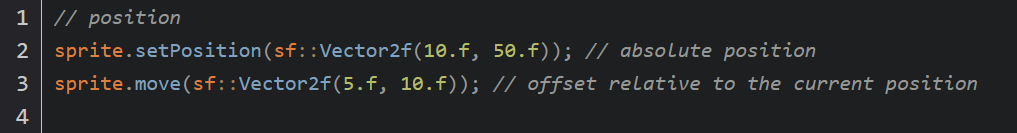 1 // position
2 sprite.setPosition(sf::Vector2f(10.f, 50.f)); // absolute position
3 sprite.move(sf::Vector2f(5.f, 10.f)); // offset relative to the current position
4